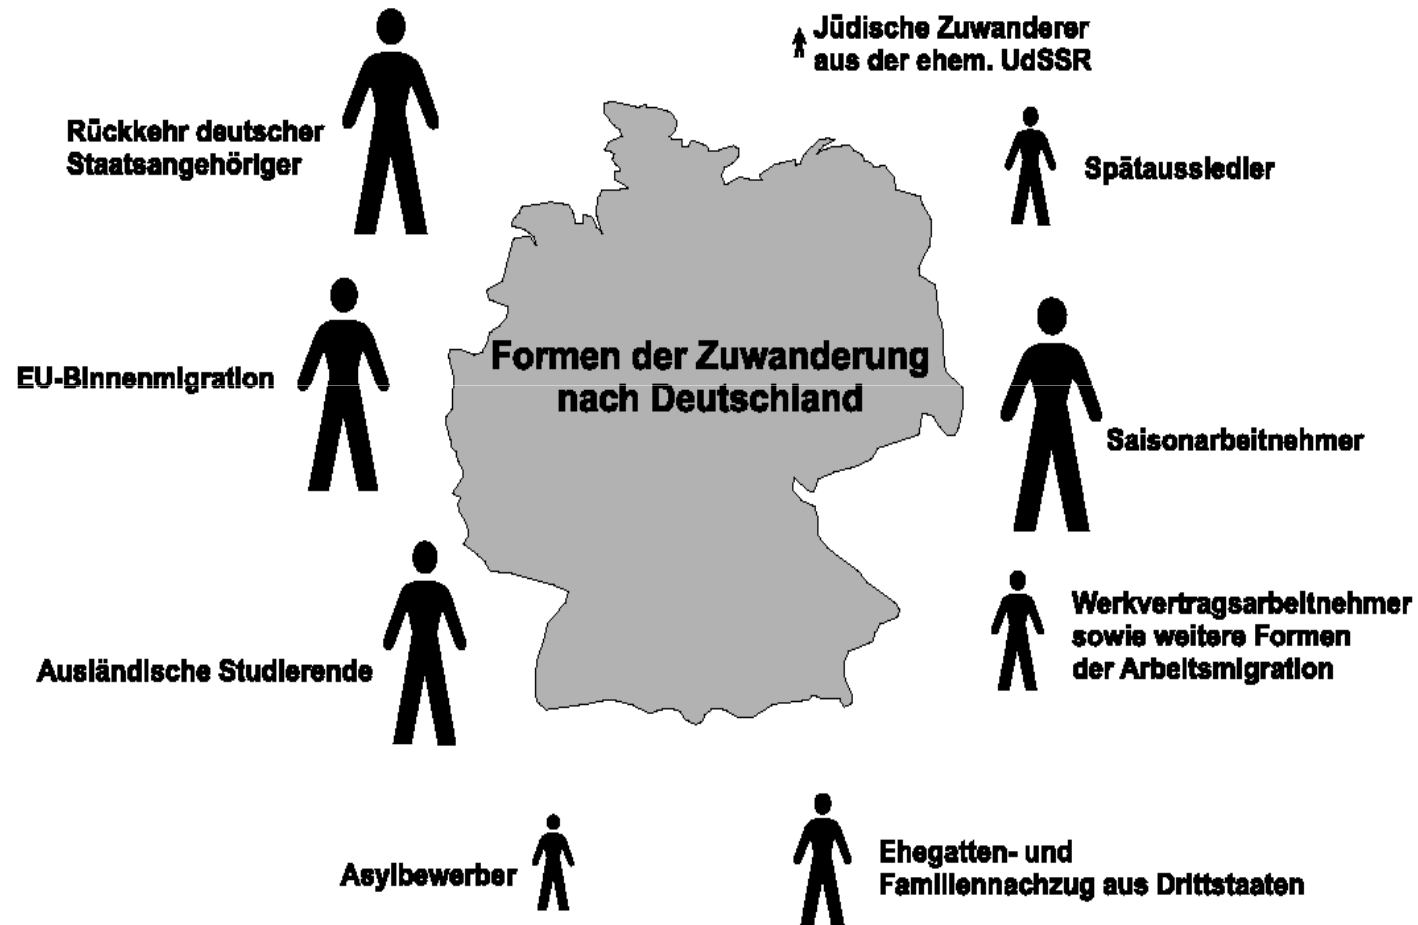 Jüdische Zuwanderer
aus der ehem. UdSSR
Rückkehr deutscher
Staatsangehöriger
Spätaussiedler
Formen der Zuwanderung
nach Deutschland
EU-Binnenmigration
Saisonarbeitnehmer
Werkvertragsarbeitnehmer
sowie weitere Formen
der Arbeitsmigration
Ausländische Studierende
Asylbewerber
Ehegatten- und
Familiennachzug aus Drittstaaten